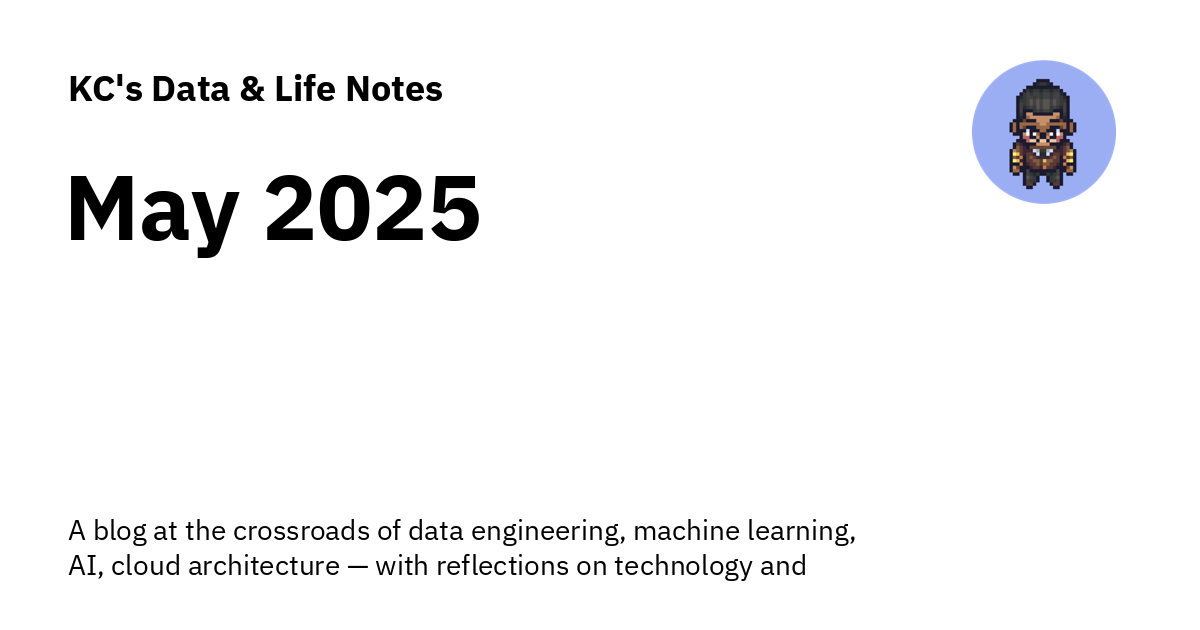 KC's Data & Life Notes
May 2025
A blog at the crossroads of data engineering, machine learning,
AI, cloud architecture — with reflections on technology and